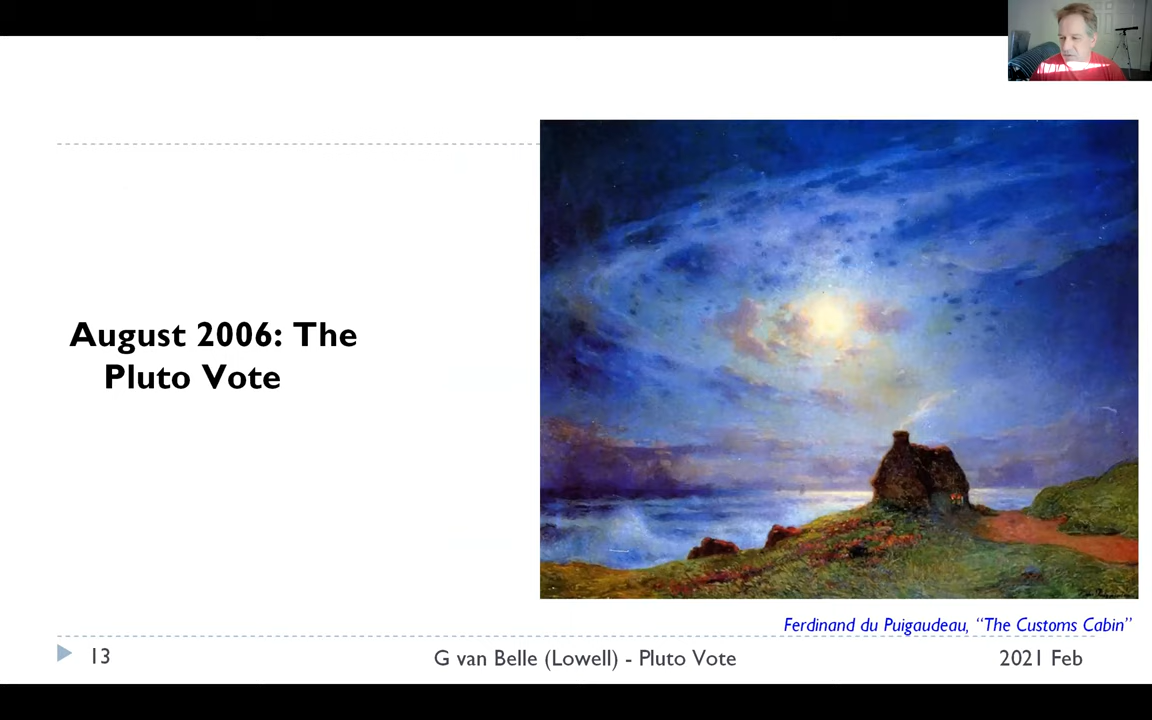 August 2006: The
Pluto Vote
Ferdinand du Puigaudeau, “The Customs Cabin”
13
G van Belle (Lowell) - Pluto Vote
2021 Feb